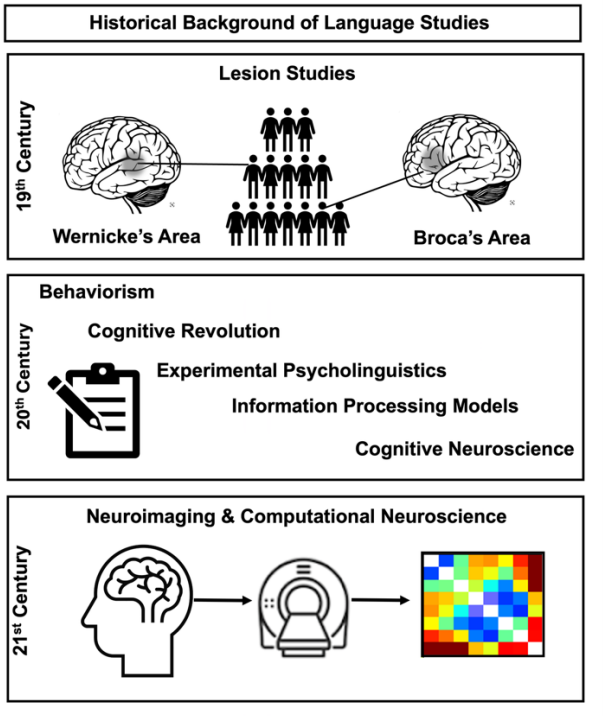 Historical Background of Language Studies
Lesion Studies
19th Century
Wernicke's Area
Broca's Area
Behaviorism
Cognitive Revolution
20th Century
Experimental Psycholinguistics
Information Processing Models
Cognitive Neuroscience
Neuroimaging & Computational Neuroscience
21st Century